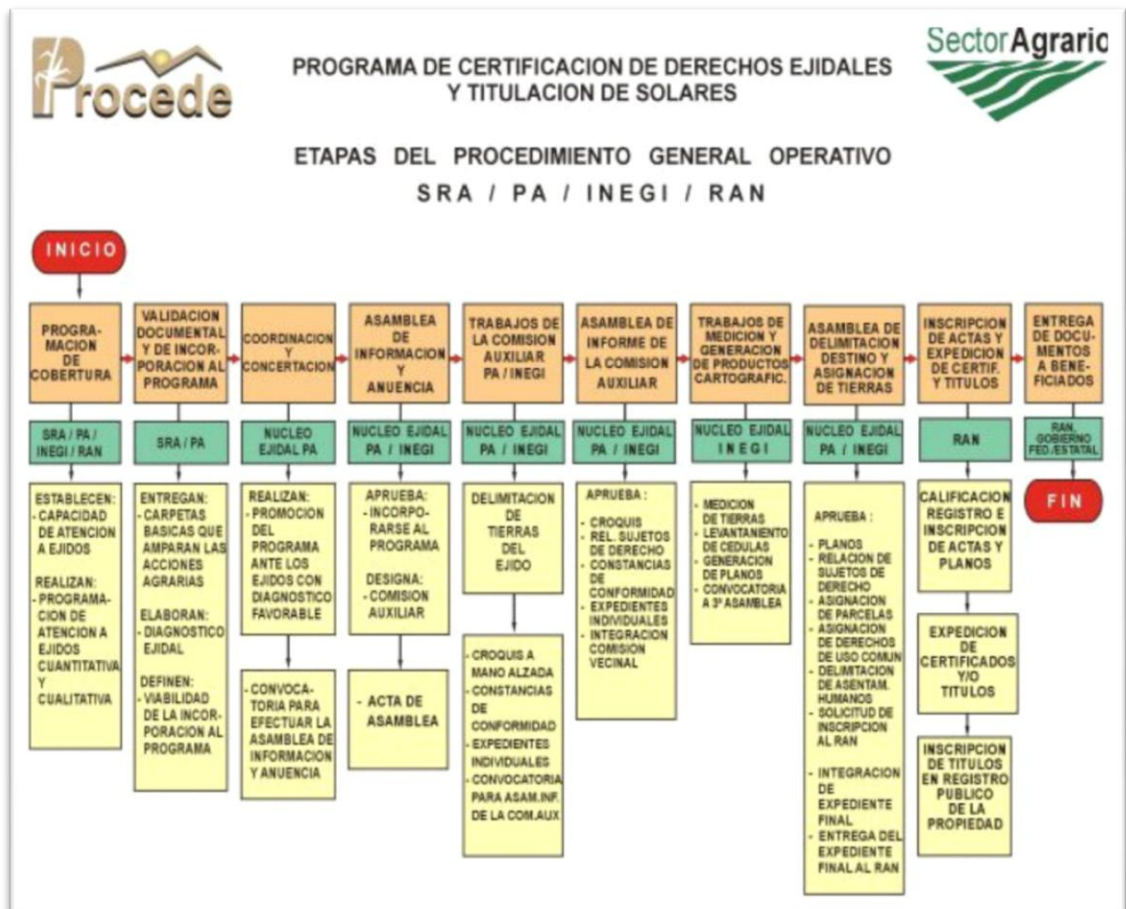 Procede
SectorAgrario
PROGRAMA DE CERTIFICACION DE DERECHOS EJIDALES
Y TITULACION DE SOLARES
ETAPAS DEL PROCEDIMIENTO GENERAL OPERATIVO
SRA / PA / INEGI / RAN
INICIO
PROGRA-
MACION
DE
COBERTURA
SRA / PA /
INEGI / RAN
ESTABLECEN:
- CAPACIDAD
DE ATENCION
A EJIDOS
REALIZAN:
- PROGRAMA-
CION DE
ATENCION A
EJIDOS
CUANTITATIVA
Y
CUALITATIVA
VALIDACION
DOCUMENTAL
Y DE INCOR-
PORACION AL
PROGRAMA
SRA / PA
ENTREGAN:
- CARPETAS
BASICAS QUE
AMPARAN LAS
ACCIONES
AGRARIAS
ELABORAN:
- DIAGNOSTICO
EJIDAL
DEFINEN:
- VIABILIDAD
DE LA INCOR-
PORACION AL
PROGRAMA
COORDINACION
Y
CONCERTACION
NUCLEO
EJIDAL PA
REALIZAN:
- PROMOCION
DEL
PROGRAMA
ANTE LOS
EJIDOS CON
DIAGNOSTICO
FAVORABLE
- CONVOCA-
TORIA PARA
EFECTUAR LA
ASAMBLEA DE
INFORMACION
Y ANUENCIA
ASAMBLEA
DE
INFORMACION
Y
ANUENCIA
NUCLEO EJIDAL
PA / INEGI
APRUEBA:
- INCORPO-
RARSE AL
PROGRAMA
DESIGNA:
- COMISION
AUXILIAR
- ACTA DE
ASAMBLEA
TRABAJOS DE
LA COMISION
AUXILIAR
PA / INEGI
NUCLEO EJIDAL
PA / INEGI
DELIMITACION
DE
TIERRAS
DEL
EJIDO
- CROQUIS A
MANO ALZADA
- CONSTANCIAS
DE
CONFORMIDAD
- EXPEDIENTES
INDIVIDUALES
- CONVOCATORIA
PARA ASAM.INF.
DE LA COM.AUX
ASAMBLEA DE
INFORME DE
LA COMISION
AUXILIAR
NUCLEO EJIDAL
PA / INEGI
APRUEBA :
- CROQUIS
- REL. SUJETOS
DE DERECHO
- CONSTANCIAS
DE
CONFORMIDAD
- EXPEDIENTES
INDIVIDUALES
- INTEGRACION
COMISION
VECINAL
TRABAJOS DE
MEDICION Y
GENERACION
DE PRODUCTOS
CARTOGRAFIC.
NUCLEO EJIDAL
INEGI
- MEDICION
DE TIERRAS
- LEVANTAMIENTO
DE CEDULAS
- GENERACION
DE PLANOS
- CONVOCATORIA
A 3ª ASAMBLEA
ASAMBLEA DE
DELIMITACION
DESTINO Y
ASIGNACION
DE TIERRAS
NUCLEO EJIDAL
PA / INEGI
APRUEBA :
- PLANOS
- RELACION DE
SUJETOS DE
DERECHO
- ASIGNACION
DE PARCELAS
- ASIGNACION
DE DERECHOS
DE USO COMUN
- DELIMITACION
DE ASENTAM.
HUMANOS
- SOLICITUD DE
INSCRIPCION
AL RAN
- INTEGRACION
DE
EXPEDIENTE
FINAL
- ENTREGA DEL
EXPEDIENTE
FINAL AL RAN
INSCRIPCION
DE ACTAS Y
EXPEDICION
DE CERTIF.
Y TITULOS
RAN
CALIFICACION
REGISTRO E
INSCRIPCION
DE ACTAS Y
PLANOS
EXPEDICION
DE
CERTIFICADOS
Y/O
TITULOS
INSCRIPCION
DE TITULOS
EN REGISTRO
PUBLICO
DE LA
PROPIEDAD
ENTREGA
DE DOCU-
MENTOS
A BENE-
FICIADOS
RAN,
GOBIERNO
FED./ESTATAL
FIN